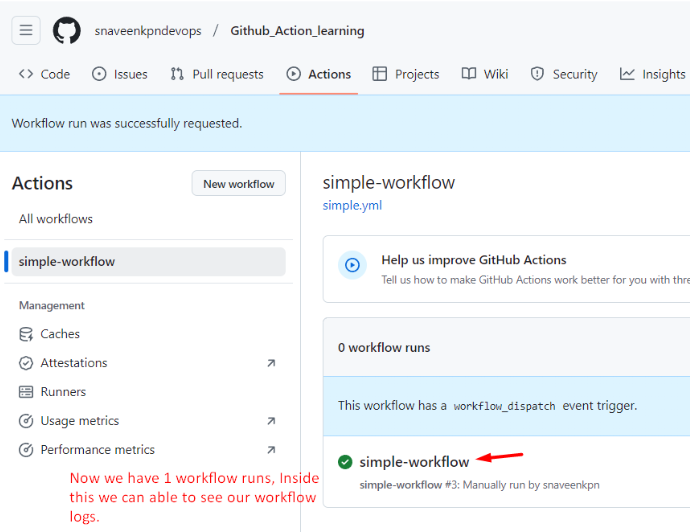 snaveenkpndevops / Github_Action_learning
Code Issues Pull requests Actions Projects Wiki Security Insights
Workflow run was successfully requested.
Actions
New workflow
All workflows
simple-workflow
Management
Caches
Attestations
Runners
Usage metrics
Performance metrics
Now we have 1 workflow runs, Inside
this we can able to see our workflow
logs.
simple-workflow
simple.yml
Help us improve GitHub Actions
Tell us how to make GitHub Actions work better for you with thre
0 workflow runs
This workflow has a workflow_dispatch event trigger.
simple-workflow
simple-workflow #3: Manually run by snaveenkpn